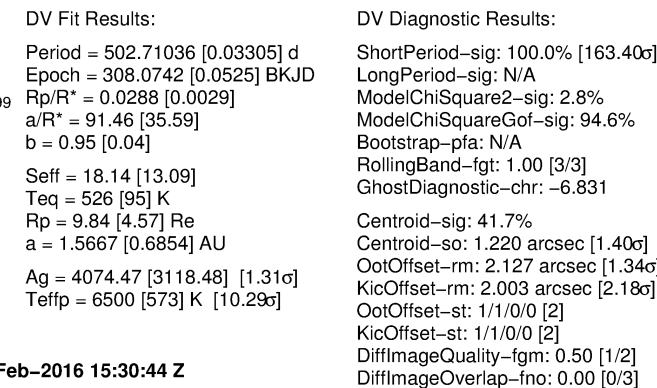 DV Fit Results:
Period = 502.71036 [0.03305] d
Epoch = 308.0742 [0.0525] BKJD
Rp/R* = 0.0288 [0.0029]
a/R* = 91.46 [35.59]
b = 0.95 [0.04]
Seff = 18.14 [13.09]
Teq = 526 [95] K
Rp = 9.84 [4.57] Re
a = 1.5667 [0.6854] AU
Ag = 4074.47 [3118.48] [1.31σ]
Teffp = 6500 [573] K [10.29σ]
Feb−2016 15:30:44 Z
DV Diagnostic Results:
ShortPeriod−sig: 100.0% [163.40σ]
LongPeriod−sig: N/A
ModelChiSquare2−sig: 2.8%
ModelChiSquareGof−sig: 94.6%
Bootstrap−pfa: N/A
RollingBand−fgt: 1.00 [3/3]
GhostDiagnostic−chr: −6.831
Centroid−sig: 41.7%
Centroid−so: 1.220 arcsec [1.40σ]
OotOffset−rm: 2.127 arcsec [1.34σ]
KicOffset−rm: 2.003 arcsec [2.18σ]
OotOffset−st: 1/1/0/0 [2]
KicOffset−st: 1/1/0/0 [2]
DiffImageQuality−fgm: 0.50 [1/2]
DiffImageOverlap−fno: 0.00 [0/3]